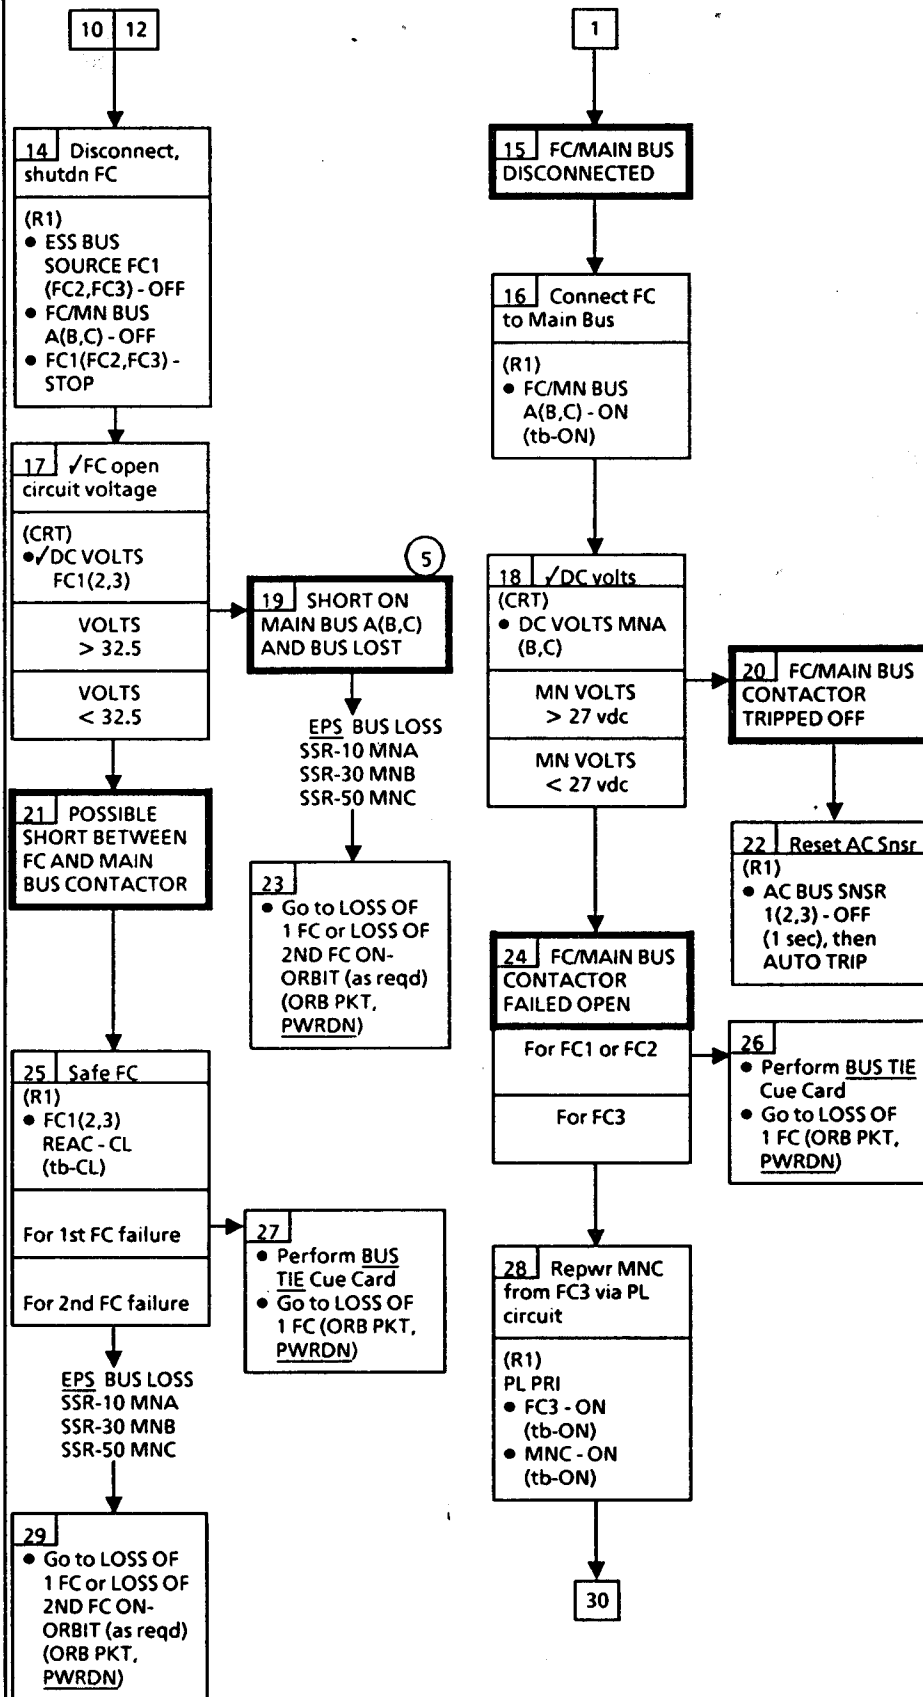 10 12
14 Disconnect,
shutdn FC
(R1)
● ESS BUS
SOURCE FC1
(FC2,FC3) - OFF
● FC/MN BUS
A(B,C) - OFF
● FC1(FC2,FC3) -
STOP
17 ✓FC open
circuit voltage
(CRT)
●✓DC VOLTS
FC1(2,3)
VOLTS
> 32.5
VOLTS
< 32.5
5
19 SHORT ON
MAIN BUS A(B,C)
AND BUS LOST
EPS BUS LOSS
SSR-10 MNA
SSR-30 MNB
SSR-50 MNC
23
● Go to LOSS OF
1 FC or LOSS OF
2ND FC ON-
ORBIT (as reqd)
(ORB PKT,
PWRDN)
21 POSSIBLE
SHORT BETWEEN
FC AND MAIN
BUS CONTACTOR
25 Safe FC
(R1)
● FC1(2,3)
REAC - CL
(tb-CL)
For 1st FC failure
For 2nd FC failure
27
● Perform BUS
TIE Cue Card
● Go to LOSS OF
1 FC (ORB PKT,
PWRDN)
EPS BUS LOSS
SSR-10 MNA
SSR-30 MNB
SSR-50 MNC
29
● Go to LOSS OF
1 FC or LOSS OF
2ND FC ON-
ORBIT (as reqd)
(ORB PKT,
PWRDN)
1
15 FC/MAIN BUS
DISCONNECTED
16 Connect FC
to Main Bus
(R1)
● FC/MN BUS
A(B,C) - ON
(tb-ON)
18 ✓DC volts
(CRT)
● DC VOLTS MNA
(B,C)
MN VOLTS
> 27 vdc
MN VOLTS
< 27 vdc
20 FC/MAIN BUS
CONTACTOR
TRIPPED OFF
22 Reset AC Snsr
(R1)
● AC BUS SNSR
1(2,3) - OFF
(1 sec), then
AUTO TRIP
24 FC/MAIN BUS
CONTACTOR
FAILED OPEN
For FC1 or FC2
For FC3
26
● Perform BUS TIE
Cue Card
● Go to LOSS OF
1 FC (ORB PKT,
PWRDN)
28 Repwr MNC
from FC3 via PL
circuit
(R1)
PL PRI
● FC3 - ON
(tb-ON)
● MNC - ON
(tb-ON)
30